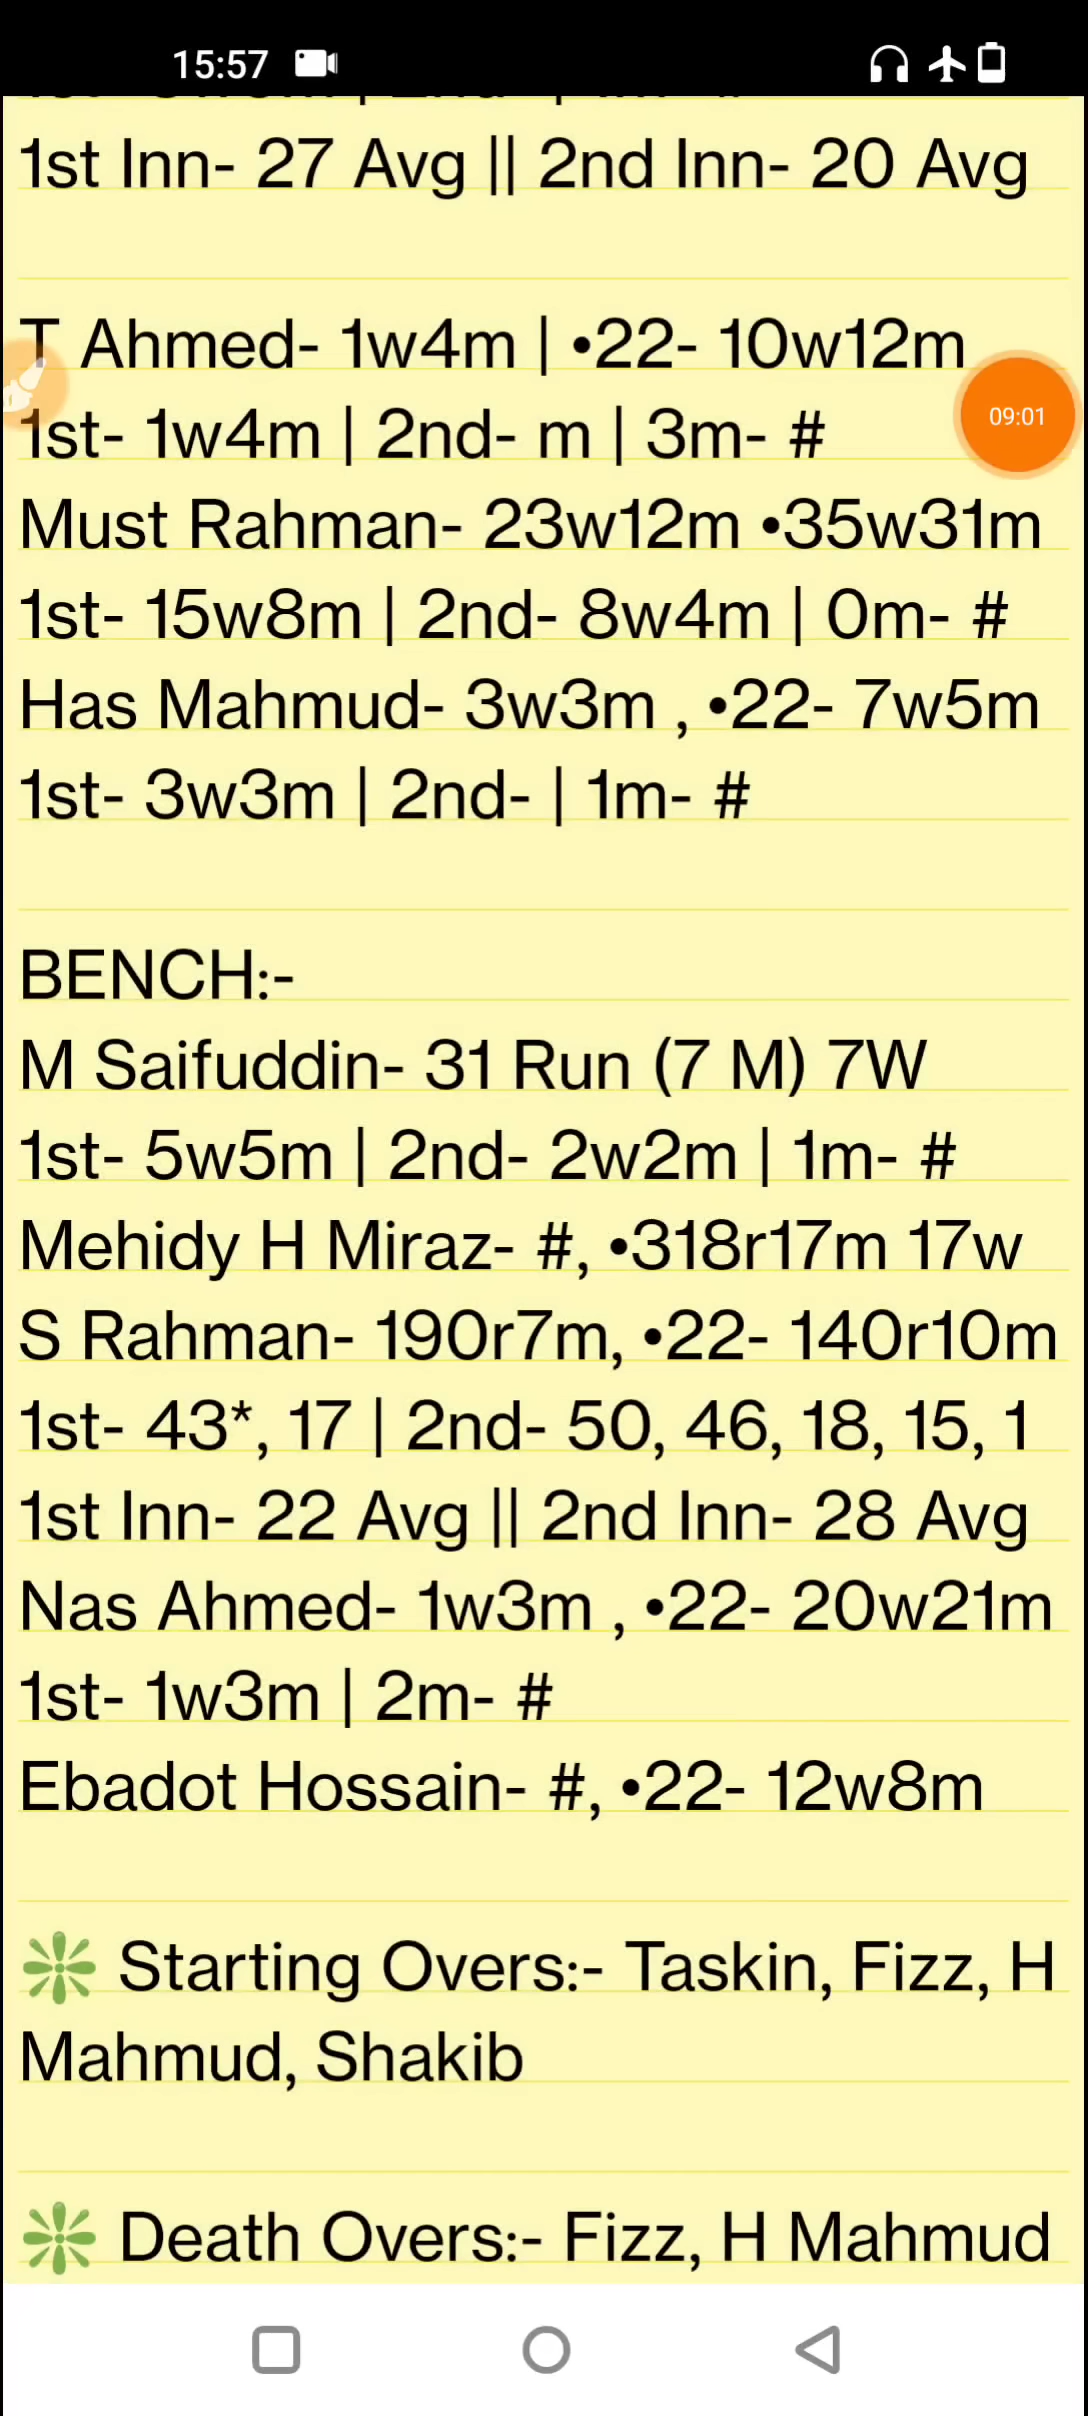 15:57
1st Inn- 27 Avg || 2nd Inn- 20 Avg
T Ahmed- 1w4m | •22- 10w12m
09:01
1st- 1w4m | 2nd- m | 3m- #
Must Rahman- 23w12m •35w31m
1st- 15w8m | 2nd- 8w4m | 0m- #
Has Mahmud- 3w3m , •22- 7w5m
1st- 3w3m | 2nd- | 1m- #
BENCH:-
M Saifuddin- 31 Run (7 M) 7W
1st- 5w5m | 2nd- 2w2m | 1m- #
Mehidy H Miraz- #, •318r17m 17w
S Rahman- 190r7m, •22- 140r10m
1st- 43*, 17 | 2nd- 50, 46, 18, 15, 1
1st Inn- 22 Avg || 2nd Inn- 28 Avg
Nas Ahmed- 1w3m , •22- 20w21m
1st- 1w3m | 2m- #
Ebadot Hossain- #, •22- 12w8m
Starting Overs:- Taskin, Fizz, H
Mahmud, Shakib
Death Overs:- Fizz, H Mahmud